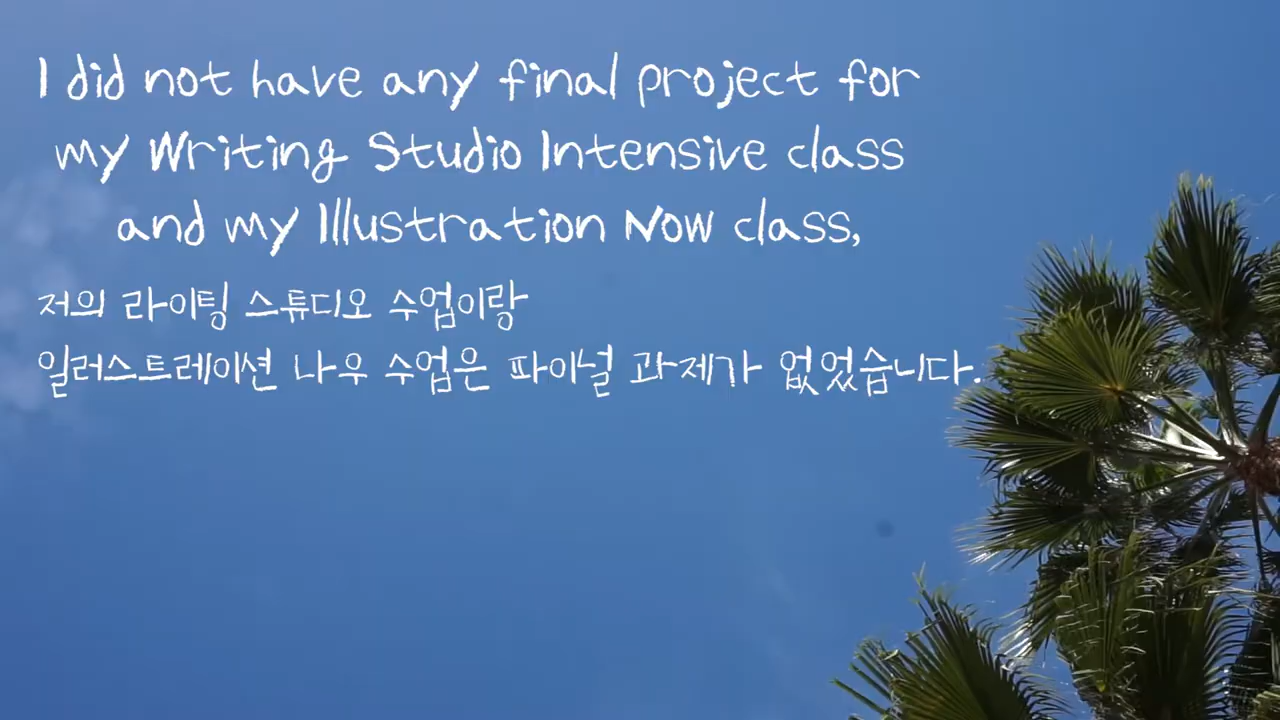 I did not have any final project for
my Writing Studio Intensive class
and my Illustration Now class,
저의 라이팅 스튜디오 수업이랑
일러스트레이션 나우 수업은 파이널 과제가 없었습니다.